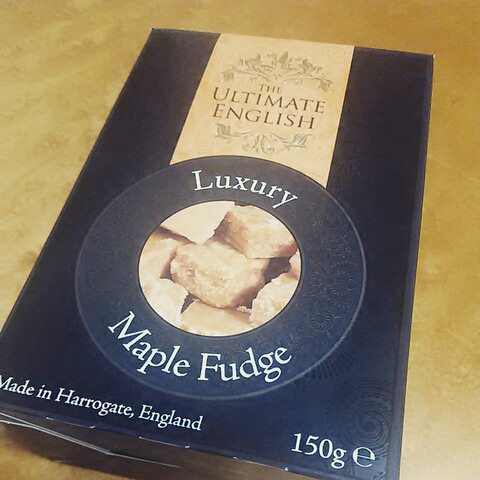 THE
ULTIMATE
ENGLISH
Luxury
Maple Fudge
Made in Harrogate, England
150g ℮